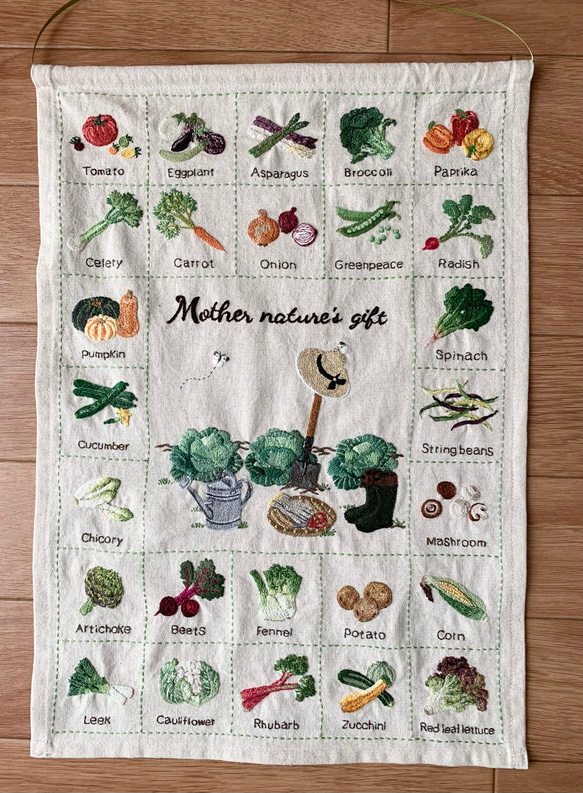 Tomato
Eggplant
Asparagus
Broccoli
Paprika
Celery
Carrot
Onion
Greenpeace
Radish
Pumpkin
Mother nature's gift
Spinach
Cucumber
String beans
Chicory
Mashroom
Artichoke
Beets
Fennel
Potato
Corn
Leek
Cauliflower
Rhubarb
Zucchini
Red leaf lettuce